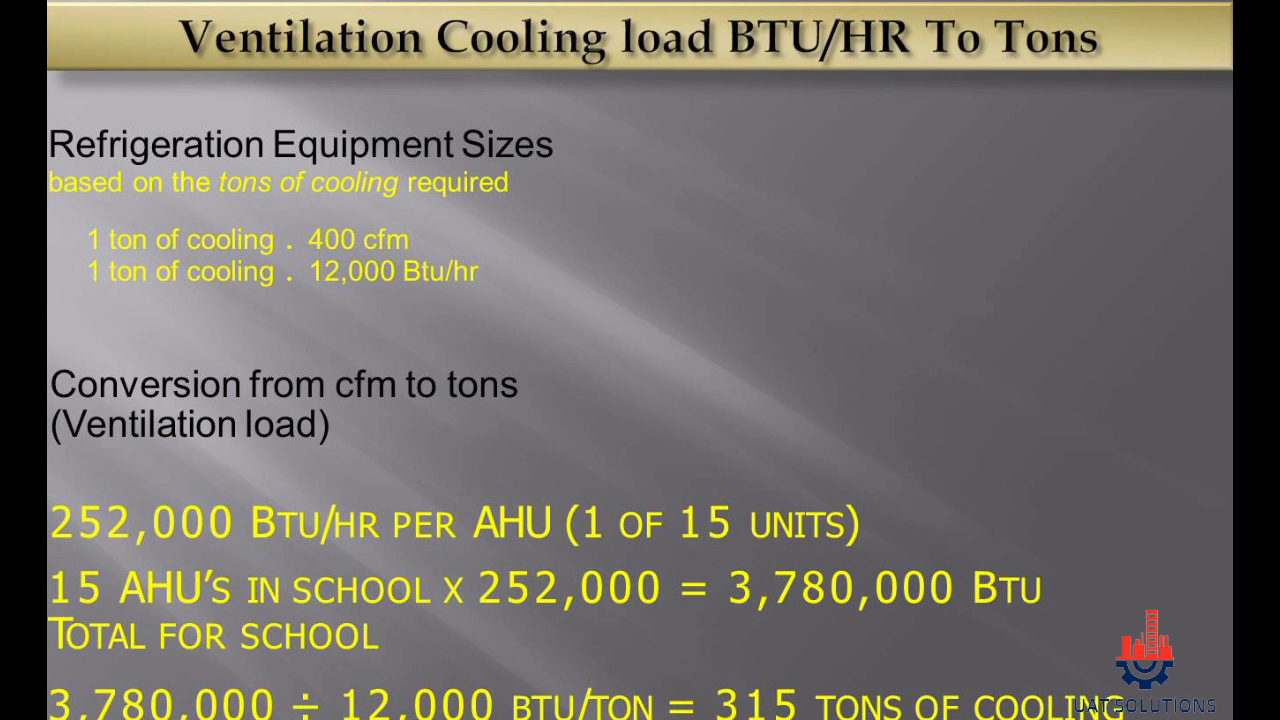 Ventilation Cooling load BTU/HR To Tons
Refrigeration Equipment Sizes
based on the tons of cooling required
1 ton of cooling . 400 cfm
1 ton of cooling . 12,000 Btu/hr
Conversion from cfm to tons
(Ventilation load)
252,000 BTU/HR PER AHU (1 OF 15 UNITS)
15 AHU’S IN SCHOOL X 252,000 = 3,780,000 BTU
TOTAL FOR SCHOOL
3,780,000 ÷ 12,000 BTU/TON = 315 TONS OF COOLING
UAT SOLUTIONS